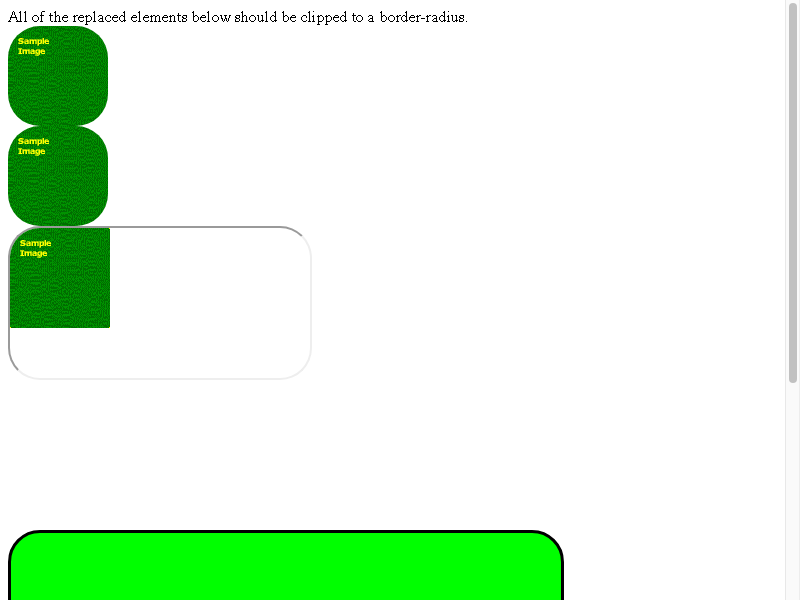 All of the replaced elements below should be clipped to a border-radius.
Sample
Image
Sample
Image
Sample
Image